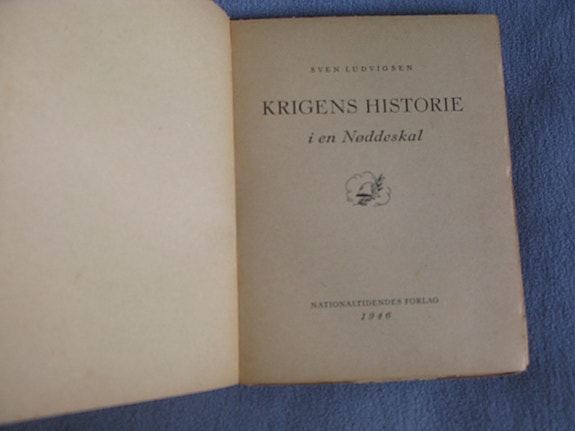 SVEN LUDVIGSEN
KRIGENS HISTORIE
i en Nøddeskal
NATIONALTIDENDES FORLAG
1946